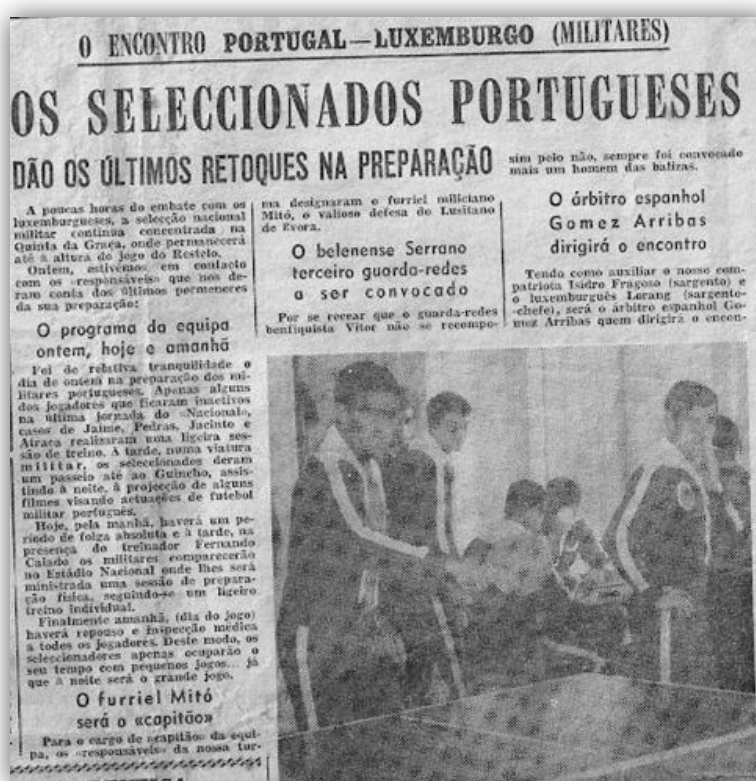 O ENCONTRO PORTUGAL—LUXEMBURGO (MILITARES)
OS SELECCIONADOS PORTUGUESES
DÃO OS ÚLTIMOS RETOQUES NA PREPARAÇÃO
A poucas horas do embate com os
luxemburgueses, a selecção nacional
militar continua concentrada na
Quinta da Graça, onde permanecerá
até à altura do jogo do Restelo.
Ontem, estivemos em contacto
com os «responsáveis» que nos de-
ram conta dos últimos permeneces
da sua preparação:
O programa da equipa
ontem, hoje e amanhã
Foi de relativa tranquilidade o
dia de ontem na preparação dos mi-
litares portugueses. Apenas alguns
dos jogadores que ficaram inactivos
na última jornada do «Nacional»,
casos de Jaime, Pedras, Jacinto e
Atraca realizaram uma ligeira ses-
são de treino. À tarde, numa viatura
militar, os seleccionados deram
um passeio até ao Guincho, assis-
tindo à noite, à projecção de alguns
filmes visando actuações de futebol
militar português.
Hoje, pela manhã, haverá um pe-
ríodo de folga absoluta e à tarde, na
presença do treinador Fernando
Caiado os militares comparecerão
no Estádio Nacional onde lhes será
ministrada uma sessão de prepara-
ção física, seguindo-se um ligeiro
treino individual.
Finalmente amanhã, (dia do jogo)
haverá repouso e inspecção médica
a todos os jogadores. Deste modo, os
seleccionadores apenas ocuparão o
seu tempo com pequenos jogos... já
que à noite será o grande jogo.
O furriel Mitó
será o «capitão»
Para o cargo de «capitão» da equi-
pa, os «responsáveis» da nossa tur-
ma designaram o furriel miliciano
Mitó, o valioso defesa do Lusitano
de Evora.
O belenense Serrano
terceiro guarda-redes
a ser convocado
Por se recear que o guarda-redes
benfiquista Vitor não se recompo-
sim pelo não, sempre foi convocado
mais um homem das balizas.
O árbitro espanhol
Gomez Arribas
dirigirá o encontro
Tendo como auxiliar o nosso com-
patriota Isidro Fragoso (sargento) e
o luxemburguês Lorang (sargento-
-chefe), será o árbitro espanhol Go-
mez Arribas quem dirigirá o encon-